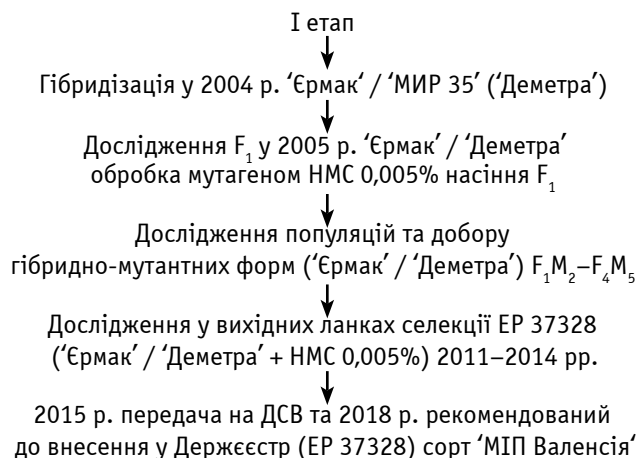 І етап
Гібридізація у 2004 р. ‘Єрмак‘ / ‘МИР 35’ (‘Деметра’)
Дослідження F₁ у 2005 р. ‘Єрмак’ / ‘Деметра’
обробка мутагеном НМС 0,005% насіння F₁
Дослідження популяцій та добору
гібридно-мутантних форм (‘Єрмак’ / ‘Деметра’) F₁M₂–F₄M₅
Дослідження у вихідних ланках селекції ЕР 37328
(‘Єрмак’ / ‘Деметра’ + НМС 0,005%) 2011–2014 рр.
2015 р. передача на ДСВ та 2018 р. рекомендований
до внесення у Держєєстр (ЕР 37328) сорт ‘МІП Валенсія‘